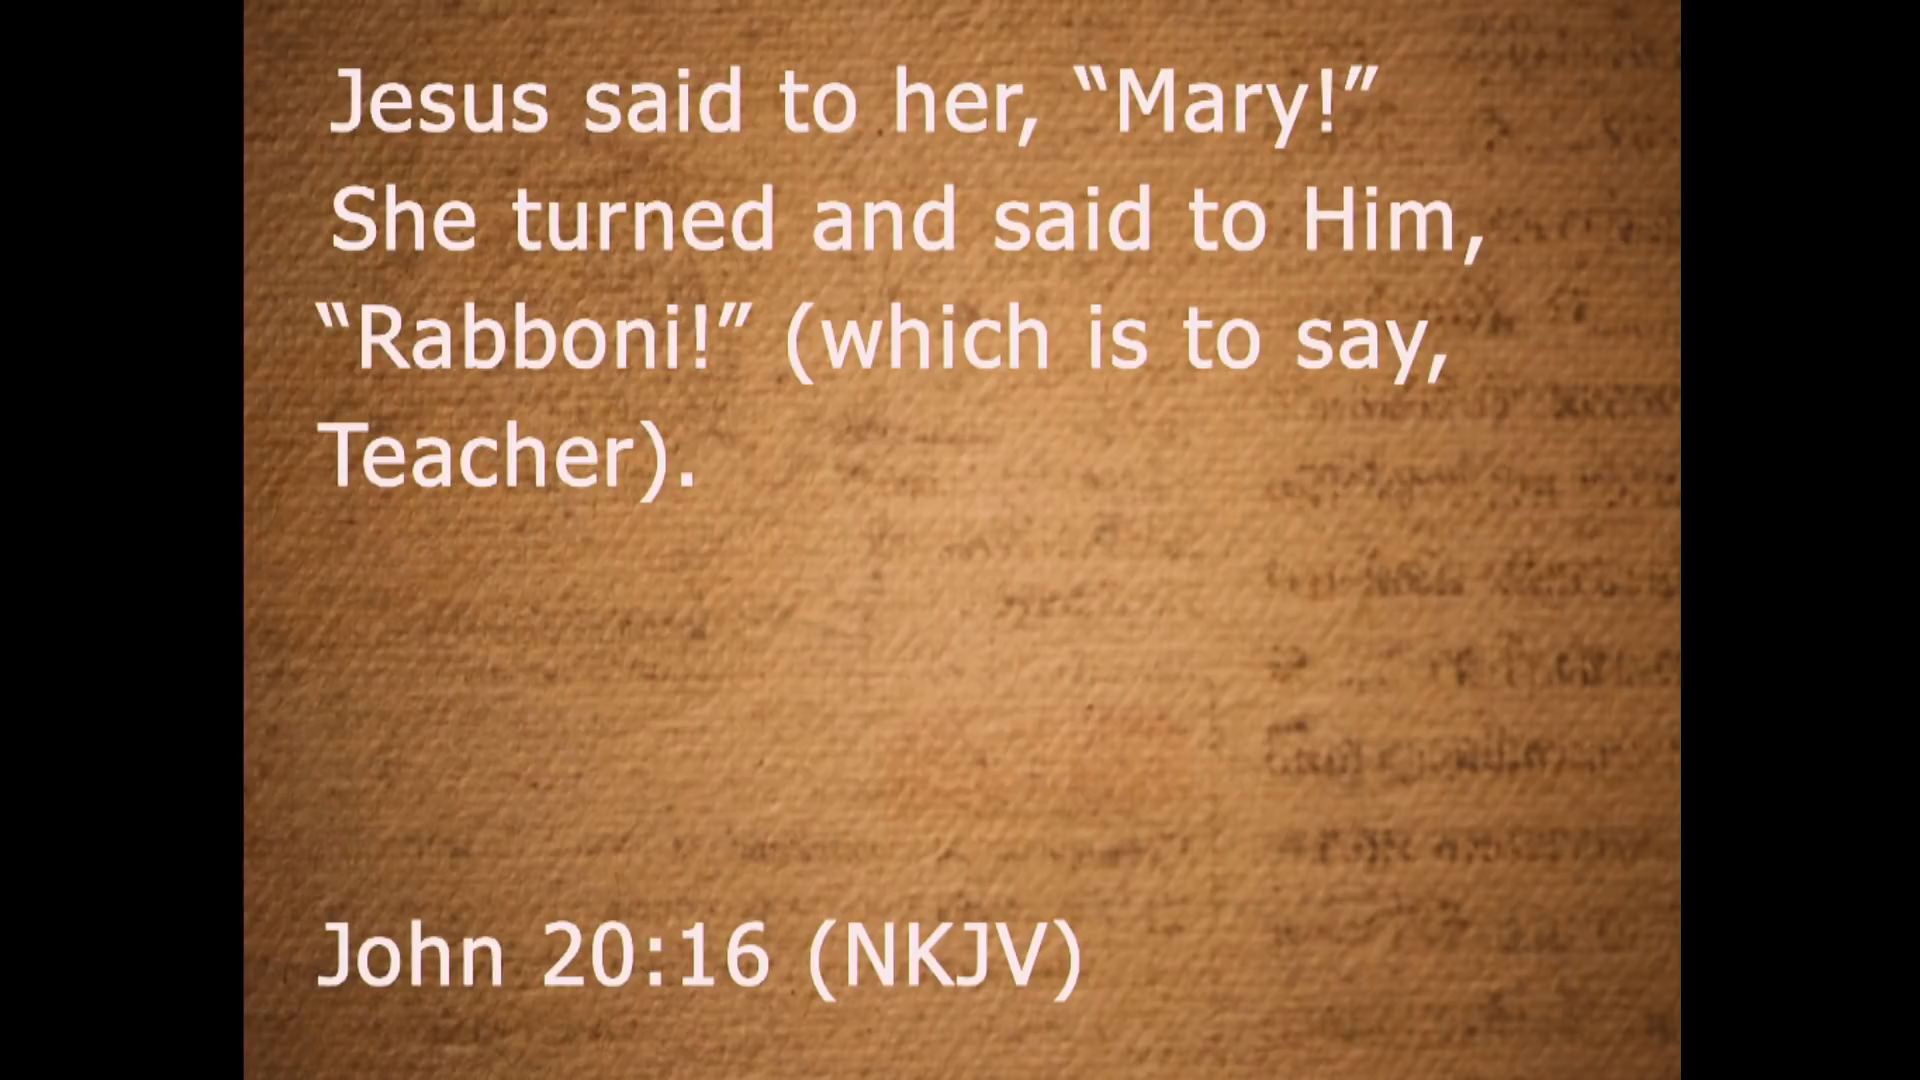 Jesus said to her, “Mary!”
She turned and said to Him,
“Rabboni!” (which is to say,
Teacher).
John 20:16 (NKJV)